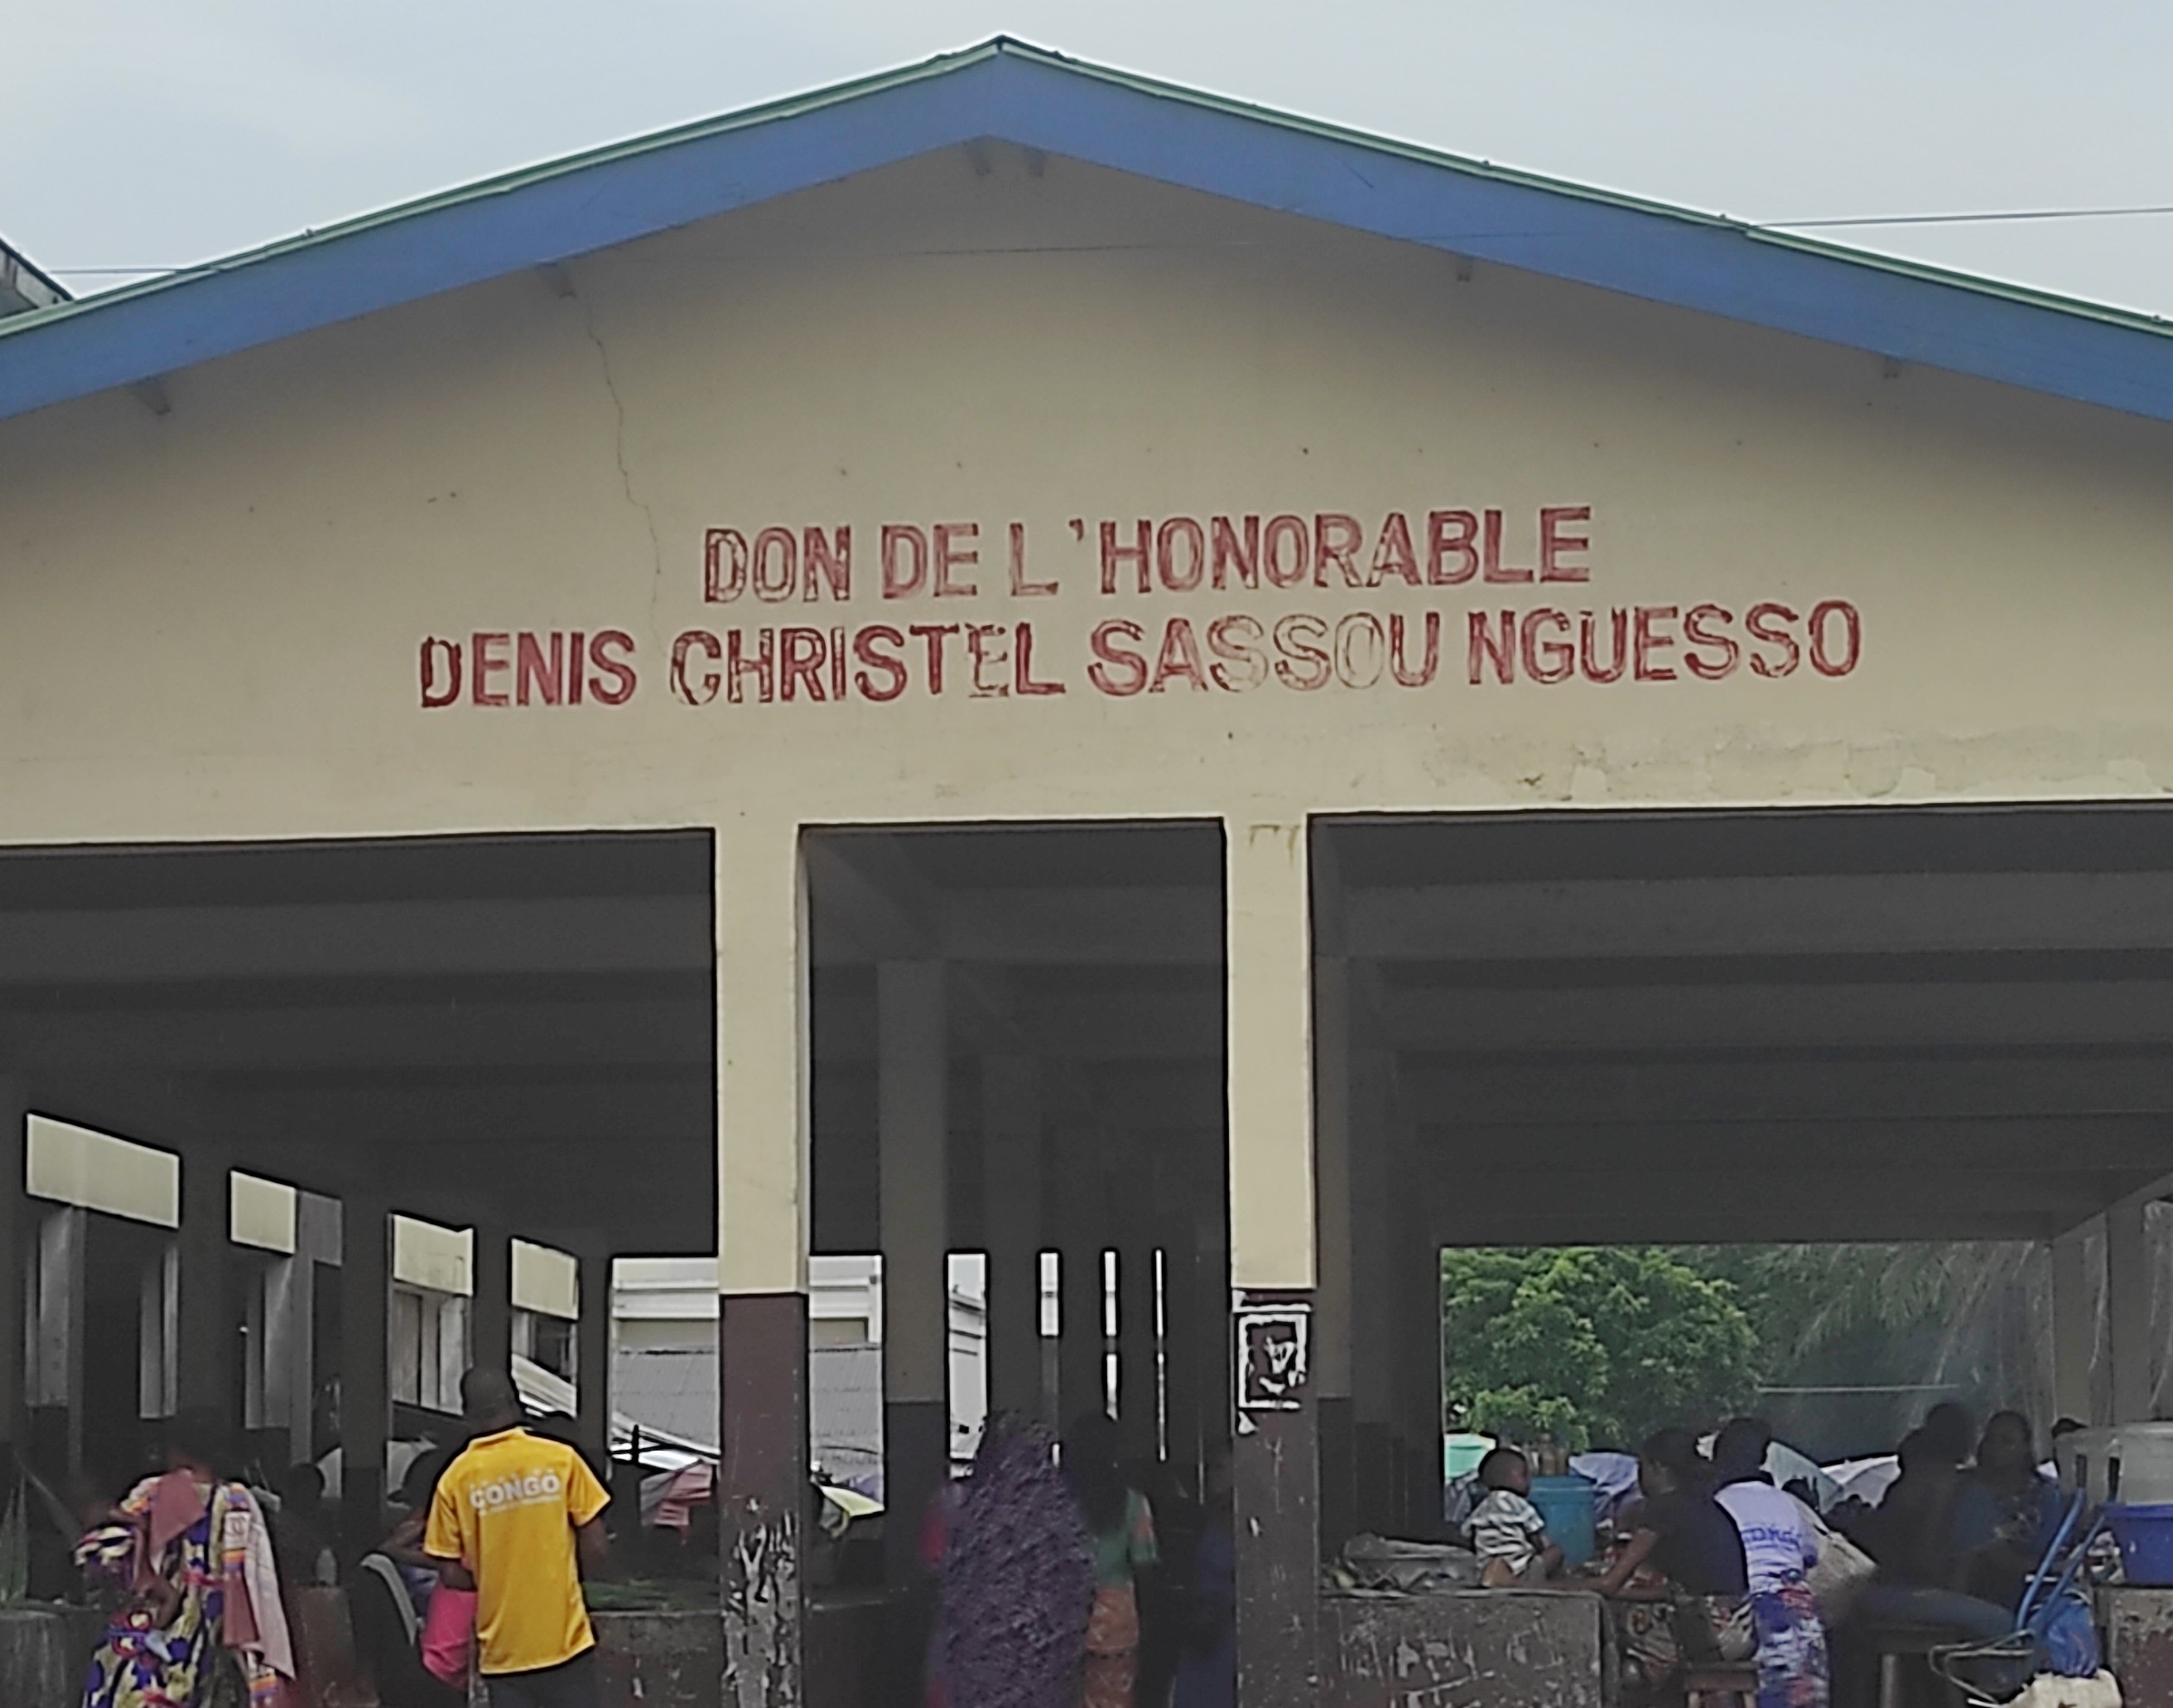 DON DE L'HONORABLE
DENIS CHRISTEL SASSOU NGUESSO
CONGO